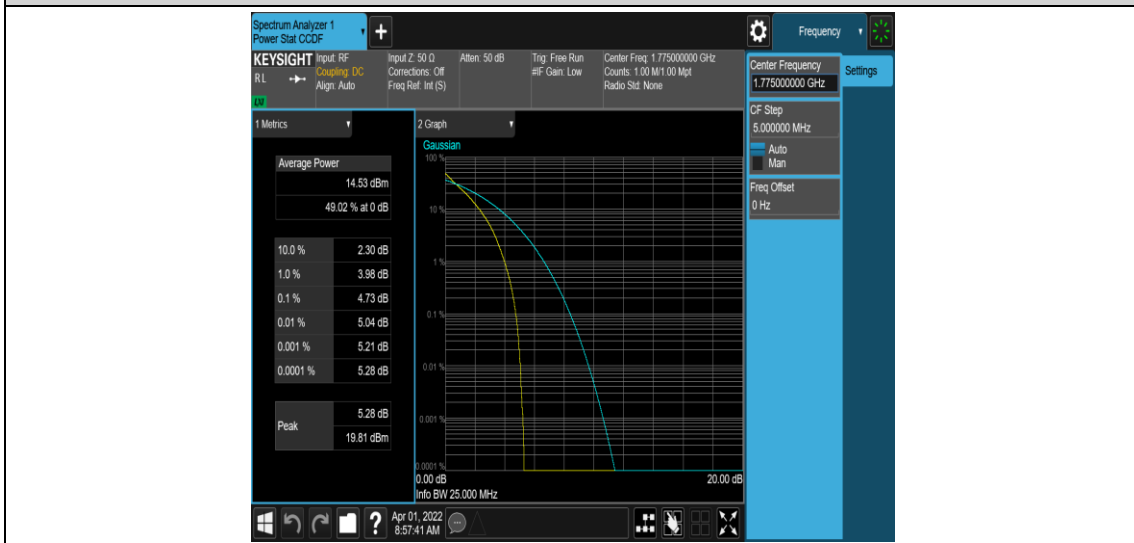 Spectrum Analyzer 1
Power Stat CCDF
+
Frequency
KEYSIGHT
RL
LXI
Input: RF
Coupling: DC
Align: Auto
Input Z: 50 Ω
Corrections: Off
Freq Ref: Int (S)
Atten: 50 dB
Trig: Free Run
#IF Gain: Low
Center Freq: 1.775000000 GHz
Counts: 1.00 M/1.00 Mpt
Radio Std: None
Center Frequency
1.775000000 GHz
Settings
CF Step
5.000000 MHz
Auto
Man
Freq Offset
0 Hz
1 Metrics
Average Power
14.53 dBm
49.02 % at 0 dB
10.0 % 2.30 dB
1.0 % 3.98 dB
0.1 % 4.73 dB
0.01 % 5.04 dB
0.001 % 5.21 dB
0.0001 % 5.28 dB
Peak
5.28 dB
19.81 dBm
2 Graph
Gaussian
100 %
10 %
1 %
0.1 %
0.01 %
0.001 %
0.0001 %
0.00 dB 20.00 dB
Info BW 25.000 MHz
?
Apr 01, 2022
8:57:41 AM